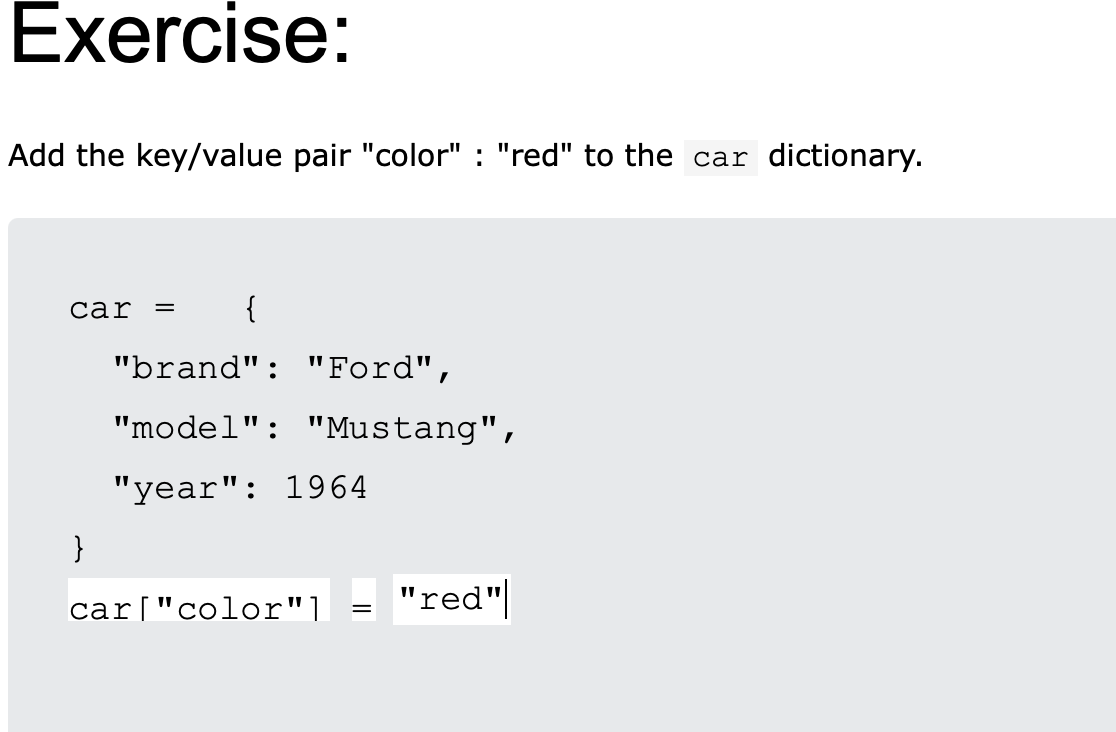 Exercise:
Add the key/value pair "color" : "red" to the car dictionary.
car =   {
  "brand": "Ford",
  "model": "Mustang",
  "year": 1964
}
car["color"] = "red"